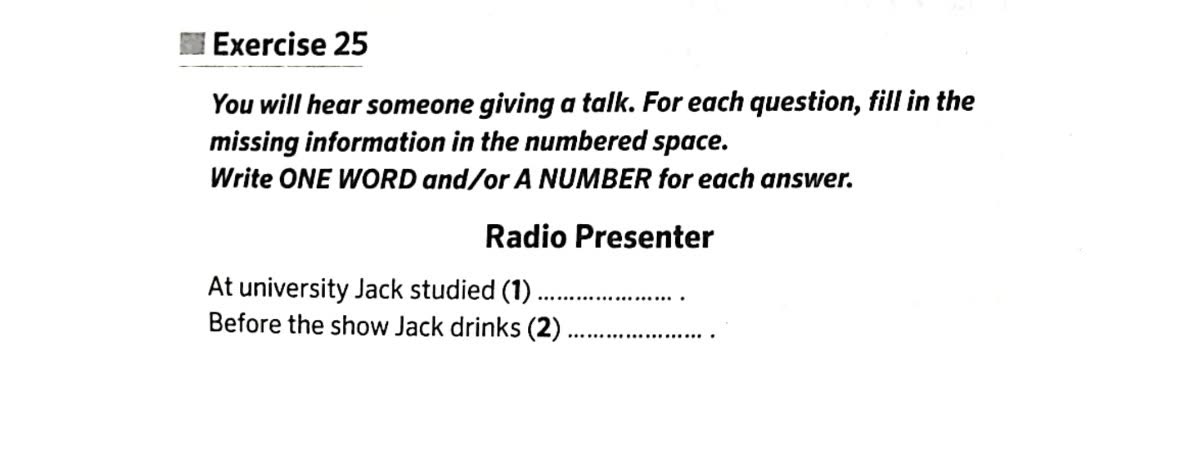 Exercise 25
You will hear someone giving a talk. For each question, fill in the
missing information in the numbered space.
Write ONE WORD and/or A NUMBER for each answer.
Radio Presenter
At university Jack studied (1) ..................... .
Before the show Jack drinks (2) ..................... .